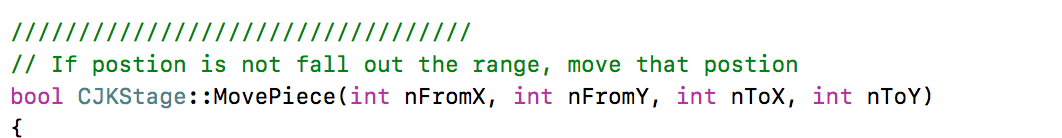 //////////////////////////////////
// If postion is not fall out the range, move that postion
bool CJKStage::MovePiece(int nFromX, int nFromY, int nToX, int nToY)
{